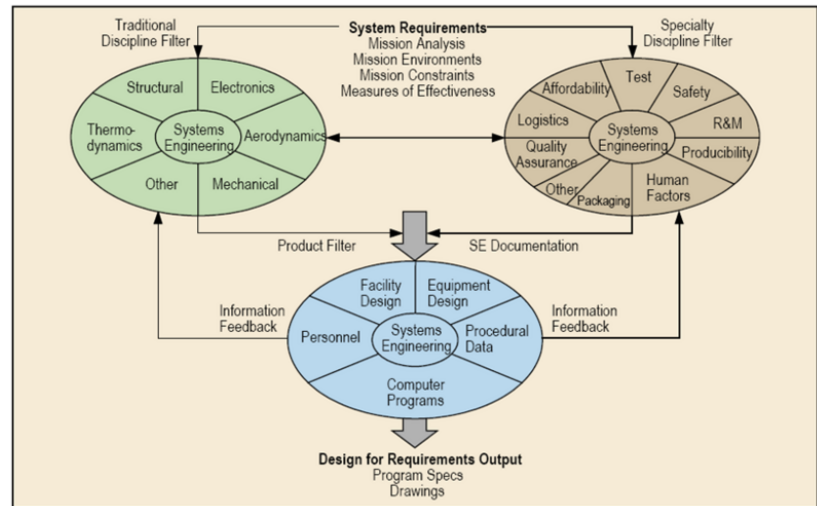 Traditional
Discipline Filter
System Requirements
Mission Analysis
Mission Environments
Mission Constraints
Measures of Effectiveness
Specialty
Discipline Filter
Structural
Electronics
Thermo-
dynamics
Systems
Engineering
Aerodynamics
Other
Mechanical
Affordability
Test
Safety
Logistics
Systems
Engineering
R&M
Quality
Assurance
Producibility
Other
Packaging
Human
Factors
Product Filter
SE Documentation
Information
Feedback
Facility
Design
Equipment
Design
Personnel
Systems
Engineering
Procedural
Data
Computer
Programs
Information
Feedback
Design for Requirements Output
Program Specs
Drawings